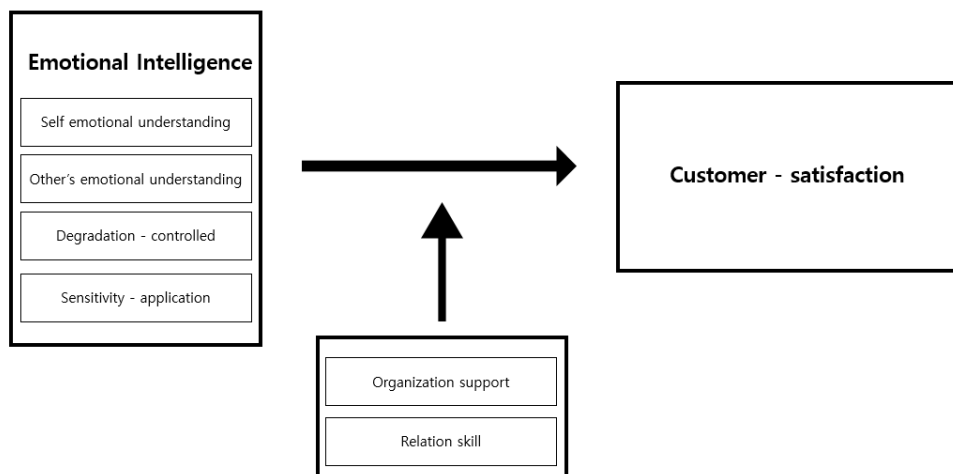 Emotional Intelligence
Self emotional understanding
Other's emotional understanding
Degradation - controlled
Sensitivity - application
Customer - satisfaction
Organization support
Relation skill